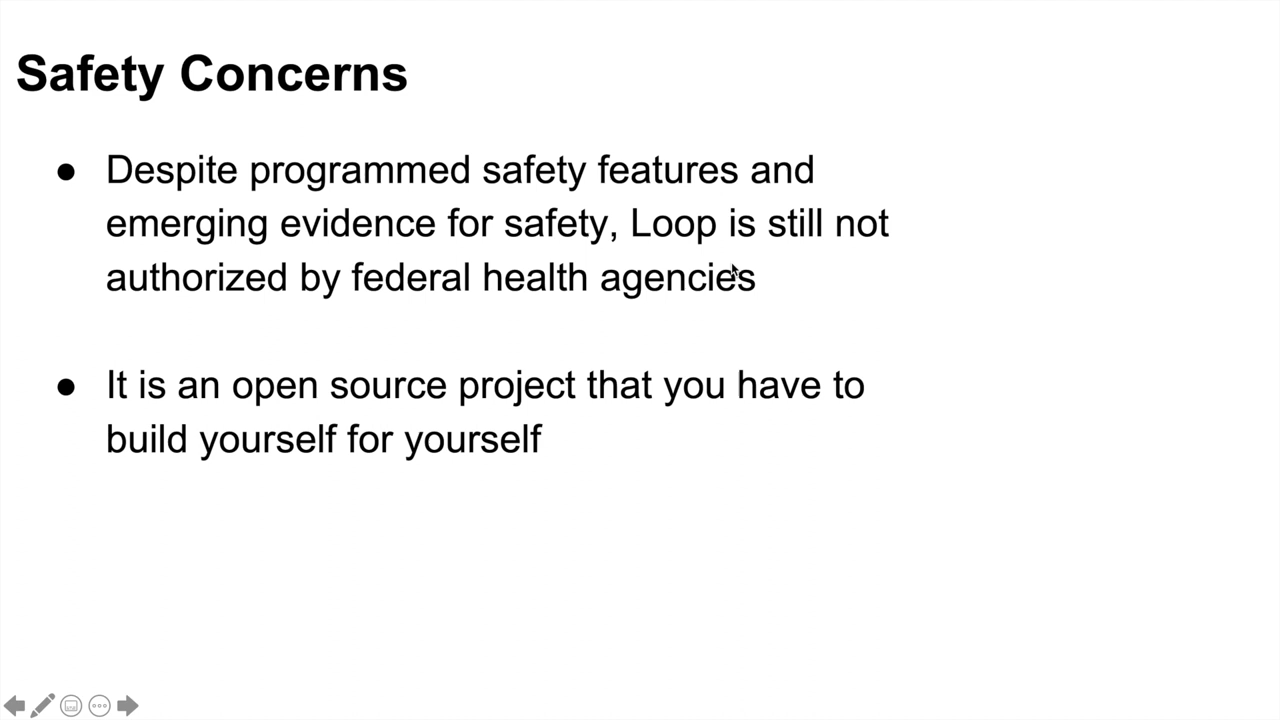 Safety Concerns
● Despite programmed safety features and
emerging evidence for safety, Loop is still not
authorized by federal health agencies
● It is an open source project that you have to
build yourself for yourself